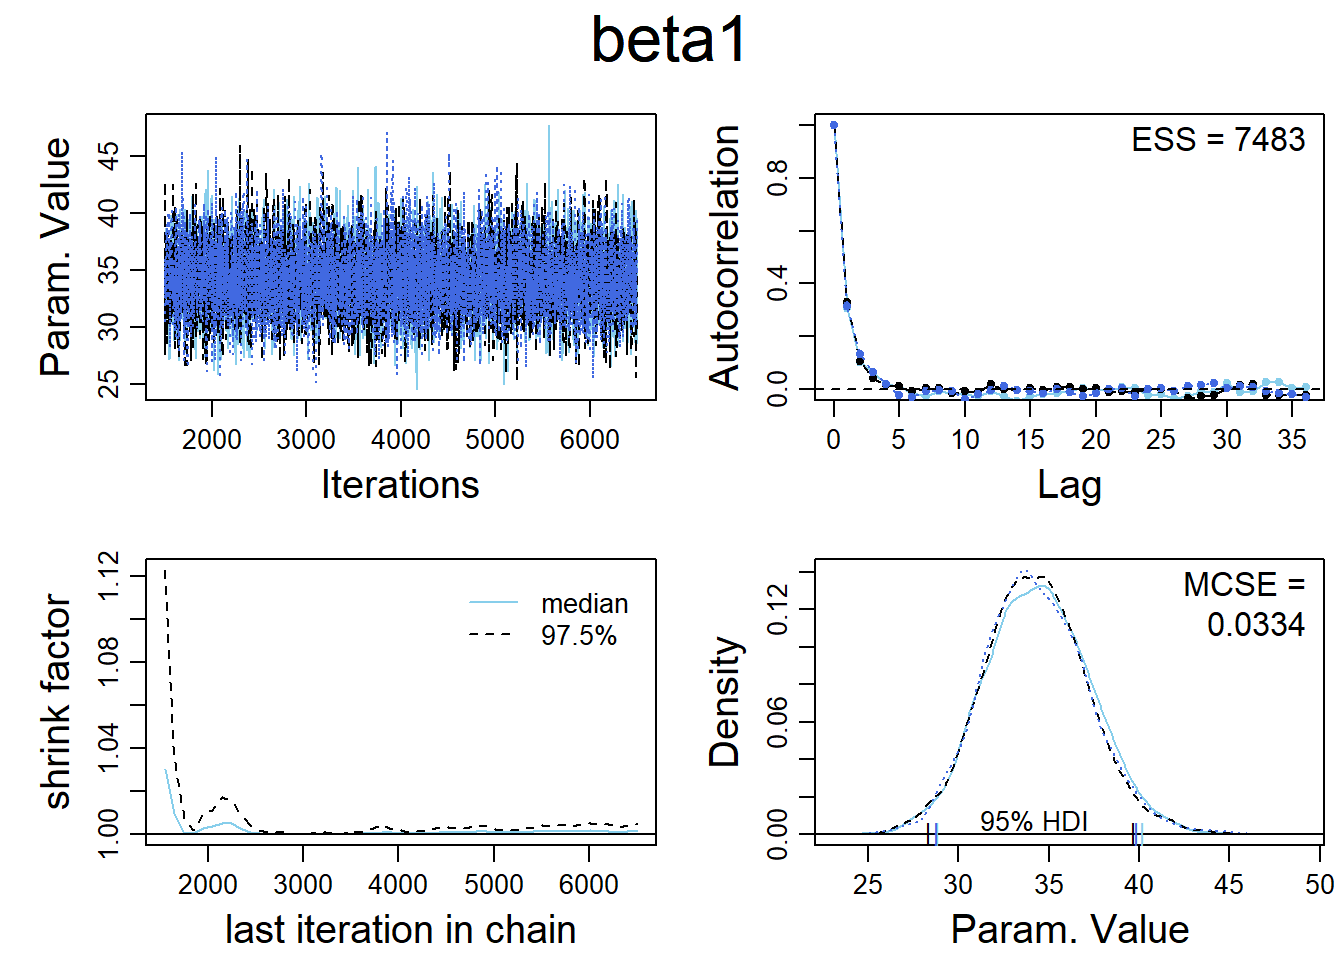 beta1
Param. Value
45
40
35
30
25
2000 3000 4000 5000 6000
Iterations
Autocorrelation
0.8
0.4
0.0
ESS = 7483
0 5 10 15 20 25 30 35
Lag
shrink factor
1.12
1.08
1.04
1.00
median
97.5%
2000 3000 4000 5000 6000
last iteration in chain
Density
0.12
0.06
0.00
MCSE =
0.0334
95% HDI
25 30 35 40 45 50
Param. Value